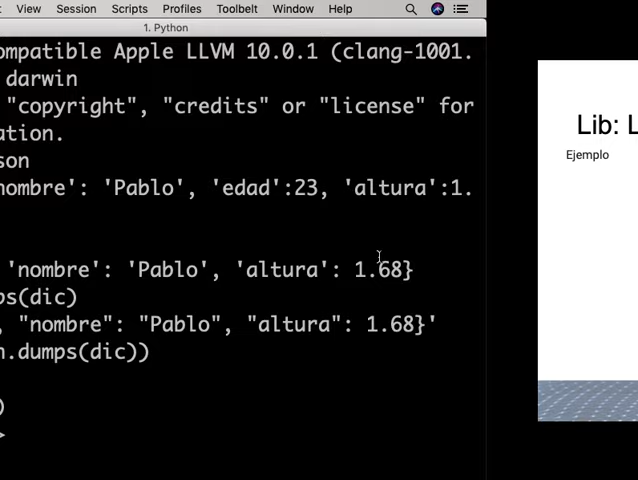 View Session Scripts Profiles Toolbelt Window Help
1. Python
ompatible Apple LLVM 10.0.1 (clang-1001.
darwin
"copyright", "credits" or "license" for
ation.
son
nombre': 'Pablo', 'edad':23, 'altura':1.
'nombre': 'Pablo', 'altura': 1.68}
ps(dic)
, "nombre": "Pablo", "altura": 1.68}'
n.dumps(dic))
)
>
Lib: L
Ejemplo